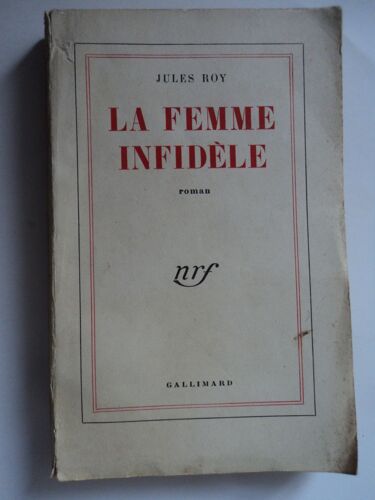 JULES ROY
LA FEMME
INFIDÈLE
roman
nrf
GALLIMARD